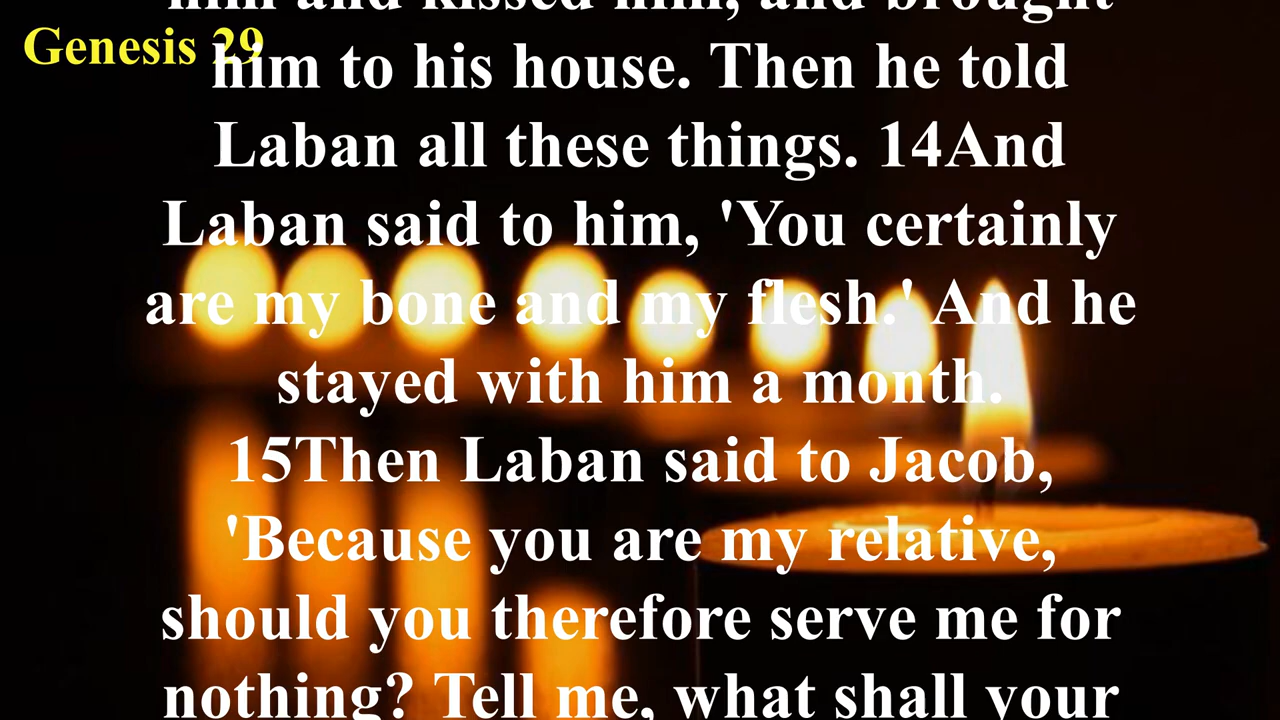 him and kissed him, and brought
Genesis 29
him to his house. Then he told
Laban all these things. 14And
Laban said to him, 'You certainly
are my bone and my flesh.' And he
stayed with him a month.
15Then Laban said to Jacob,
'Because you are my relative,
should you therefore serve me for
nothing? Tell me, what shall your